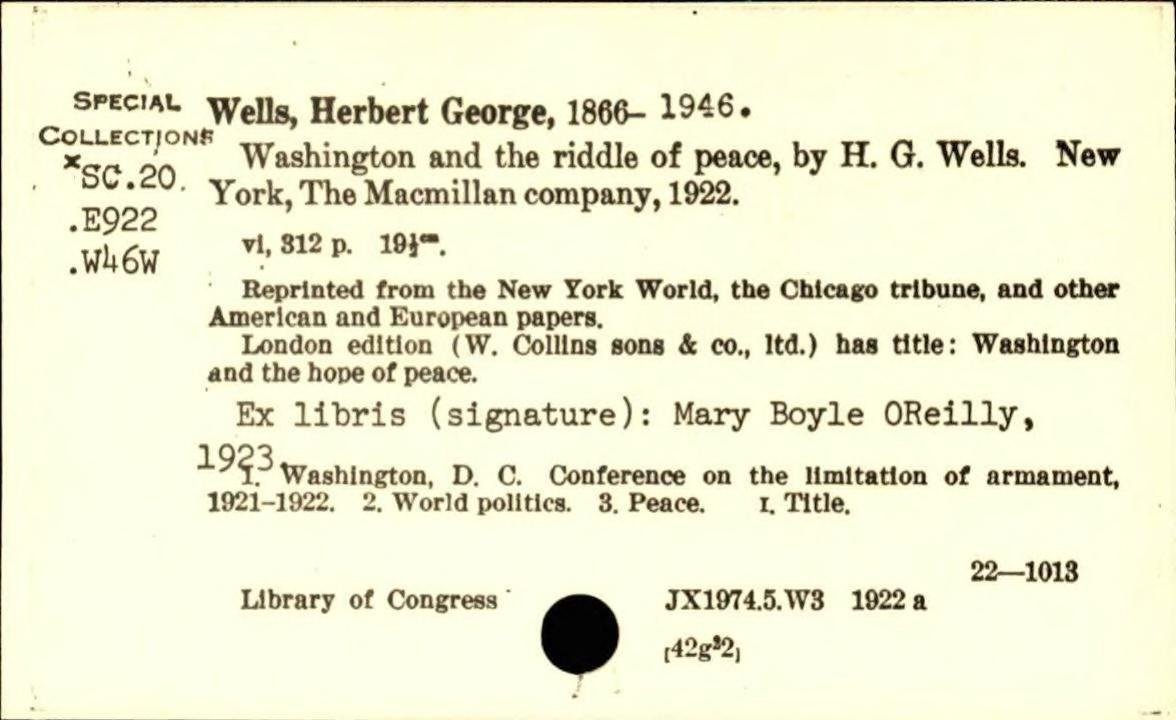 SPECIAL
COLLECTIONS
xSC.20.
.E922
.W46W
Wells, Herbert George, 1866– 1946.
Washington and the riddle of peace, by H. G. Wells. New
York, The Macmillan company, 1922.
vi, 312 p. 19½ᶜᵐ.
Reprinted from the New York World, the Chicago tribune, and other
American and European papers.
London edition (W. Collins sons & co., ltd.) has title: Washington
and the hope of peace.
Ex libris (signature): Mary Boyle OReilly,
1923.
1. Washington, D. C. Conference on the limitation of armament,
1921–1922. 2. World politics. 3. Peace. I. Title.
22—1013
Library of Congress JX1974.5.W3 1922 a
[42g²2]